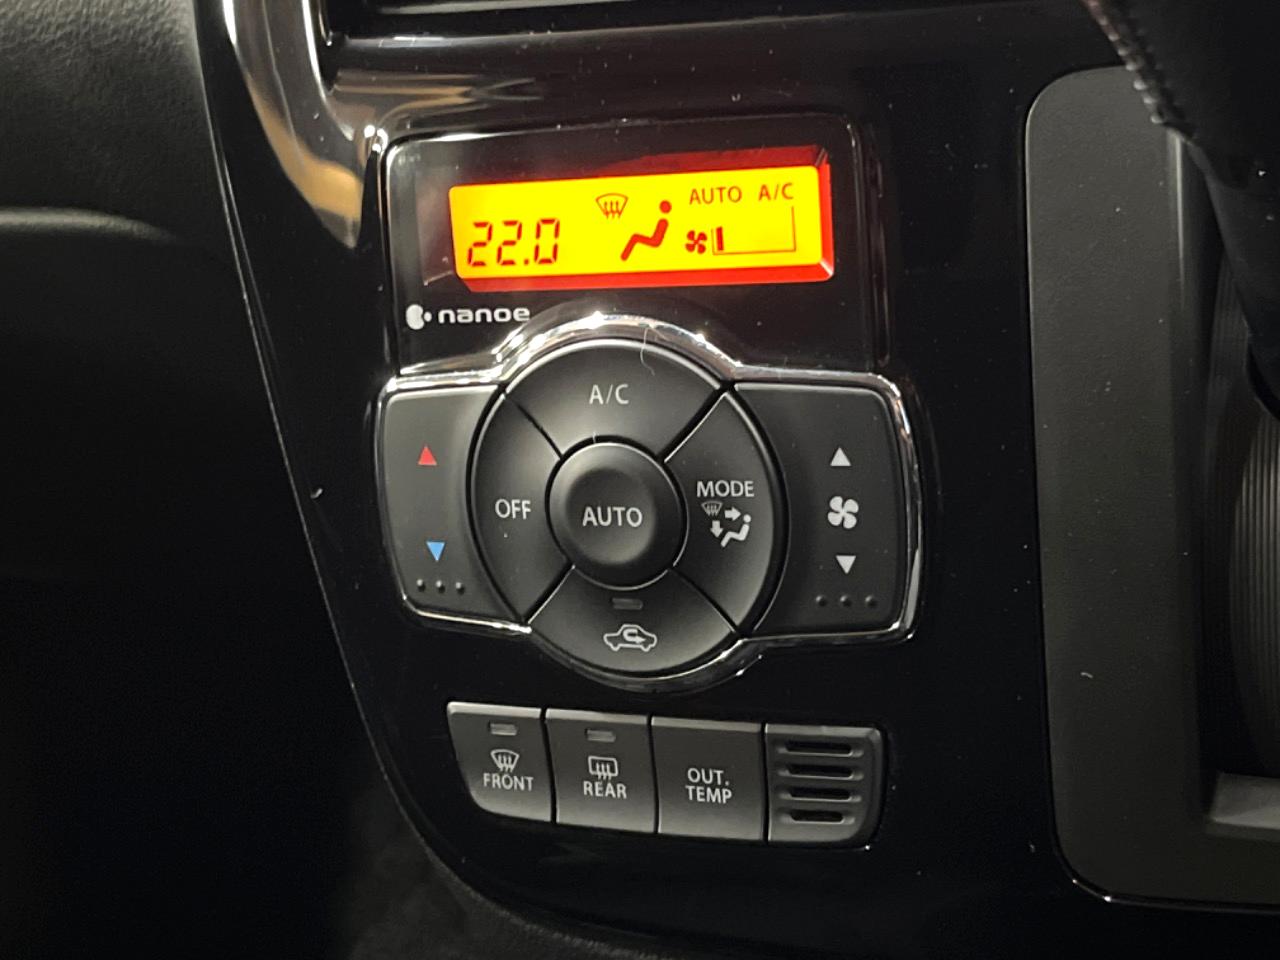 AUTO A/C
22.0
nanoe
A/C
OFF
AUTO
MODE
FRONT
REAR
OUT.
TEMP